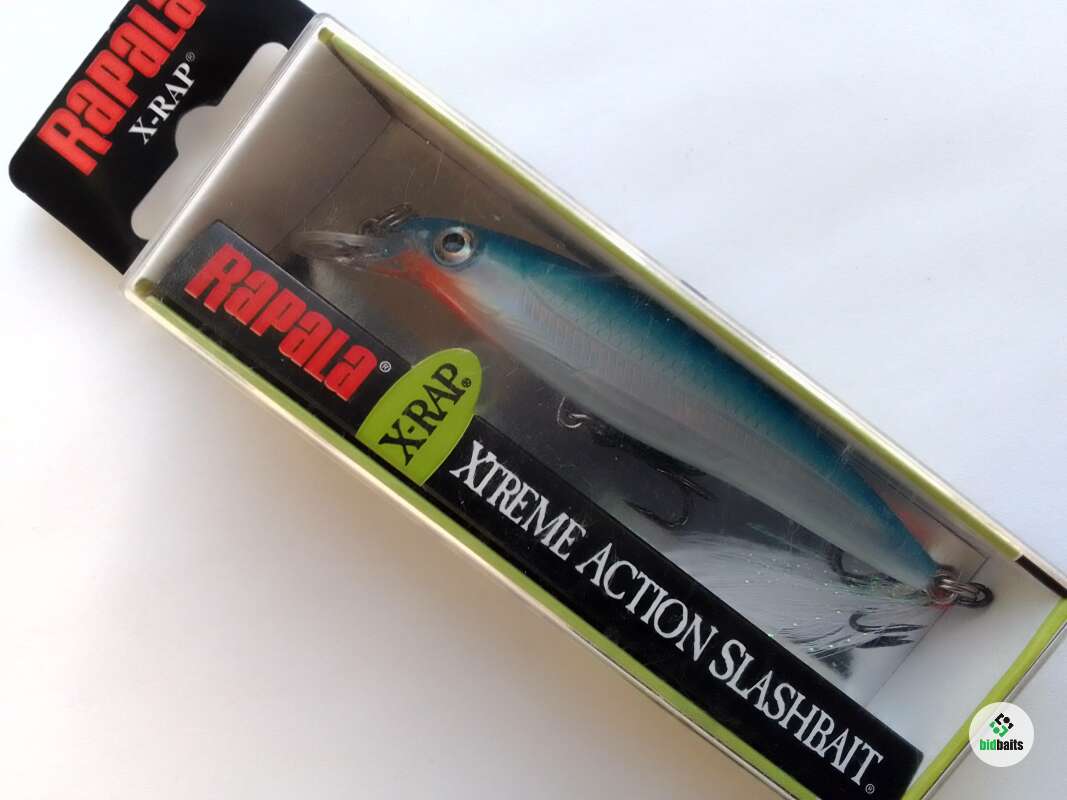 Rapala
X-RAP®
Rapala®
X-RAP®
XTREME ACTION SLASHBAIT®
bidbaits